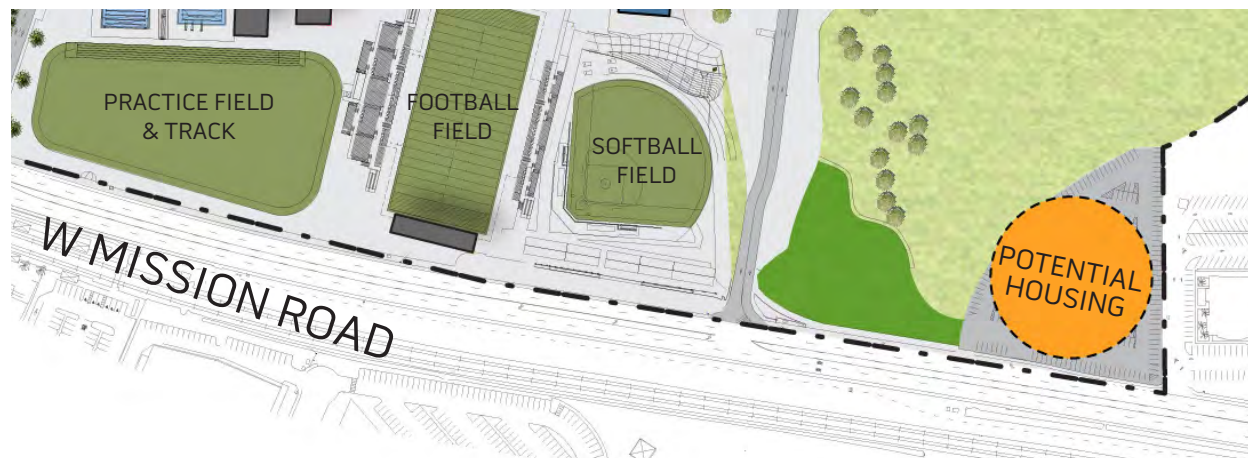 PRACTICE FIELD
& TRACK
FOOTBALL
FIELD
SOFTBALL
FIELD
W MISSION ROAD
POTENTIAL
HOUSING